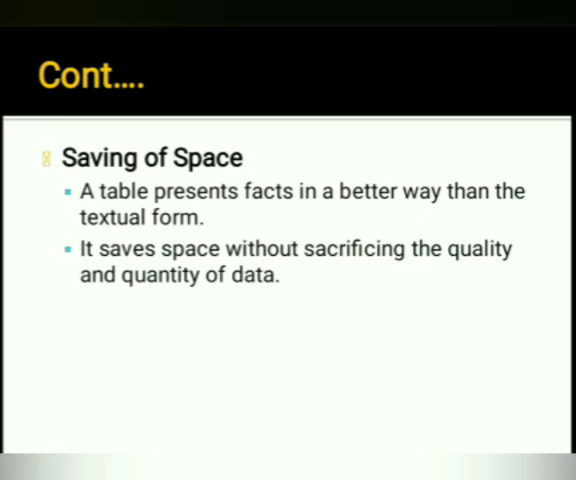 Cont....
Saving of Space
A table presents facts in a better way than the
textual form.
It saves space without sacrificing the quality
and quantity of data.